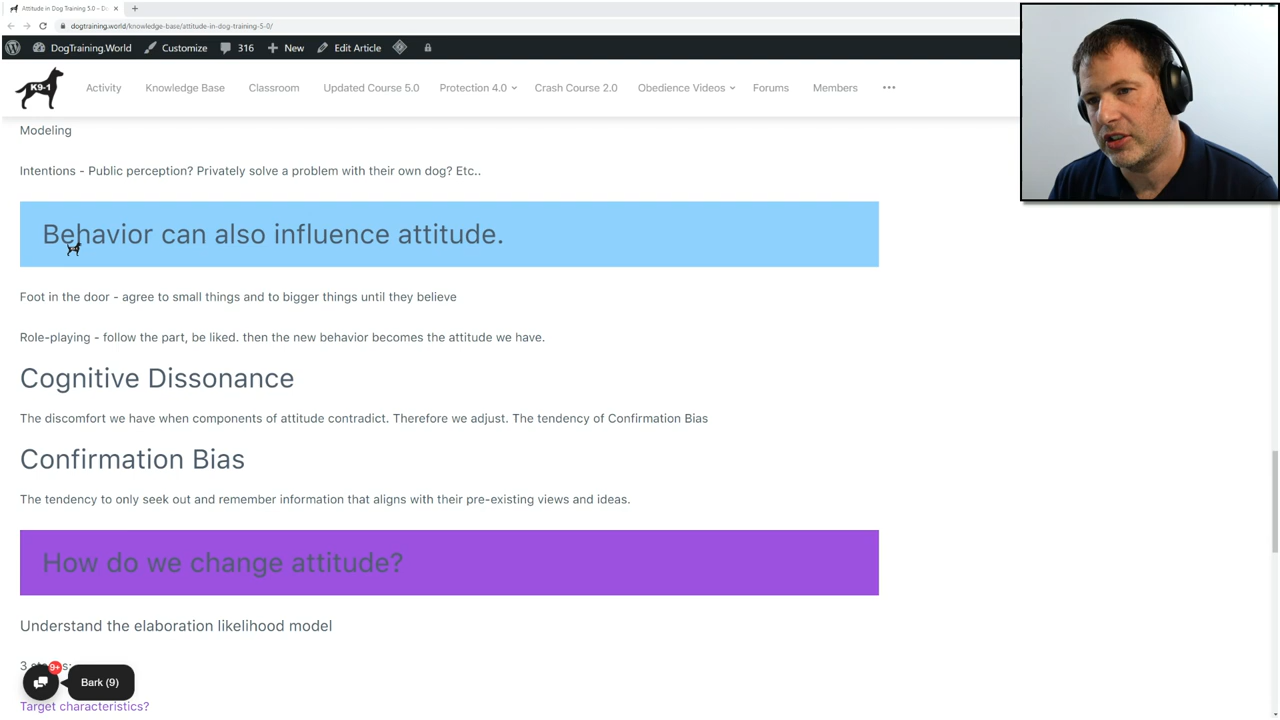 Attitude in Dog Training 5.0 – D
dogtraining.world/knowledge-base/attitude-in-dog-training-5-0/
DogTraining.World Customize 316 New Edit Article
K9-1 Activity Knowledge Base Classroom Updated Course 5.0 Protection 4.0 Crash Course 2.0 Obedience Videos Forums Members
Modeling
Intentions - Public perception? Privately solve a problem with their own dog? Etc..
Behavior can also influence attitude.
Foot in the door - agree to small things and to bigger things until they believe
Role-playing - follow the part, be liked. then the new behavior becomes the attitude we have.
Cognitive Dissonance
The discomfort we have when components of attitude contradict. Therefore we adjust. The tendency of Confirmation Bias
Confirmation Bias
The tendency to only seek out and remember information that aligns with their pre-existing views and ideas.
How do we change attitude?
Understand the elaboration likelihood model
3
9+
Bark (9)
Target characteristics?